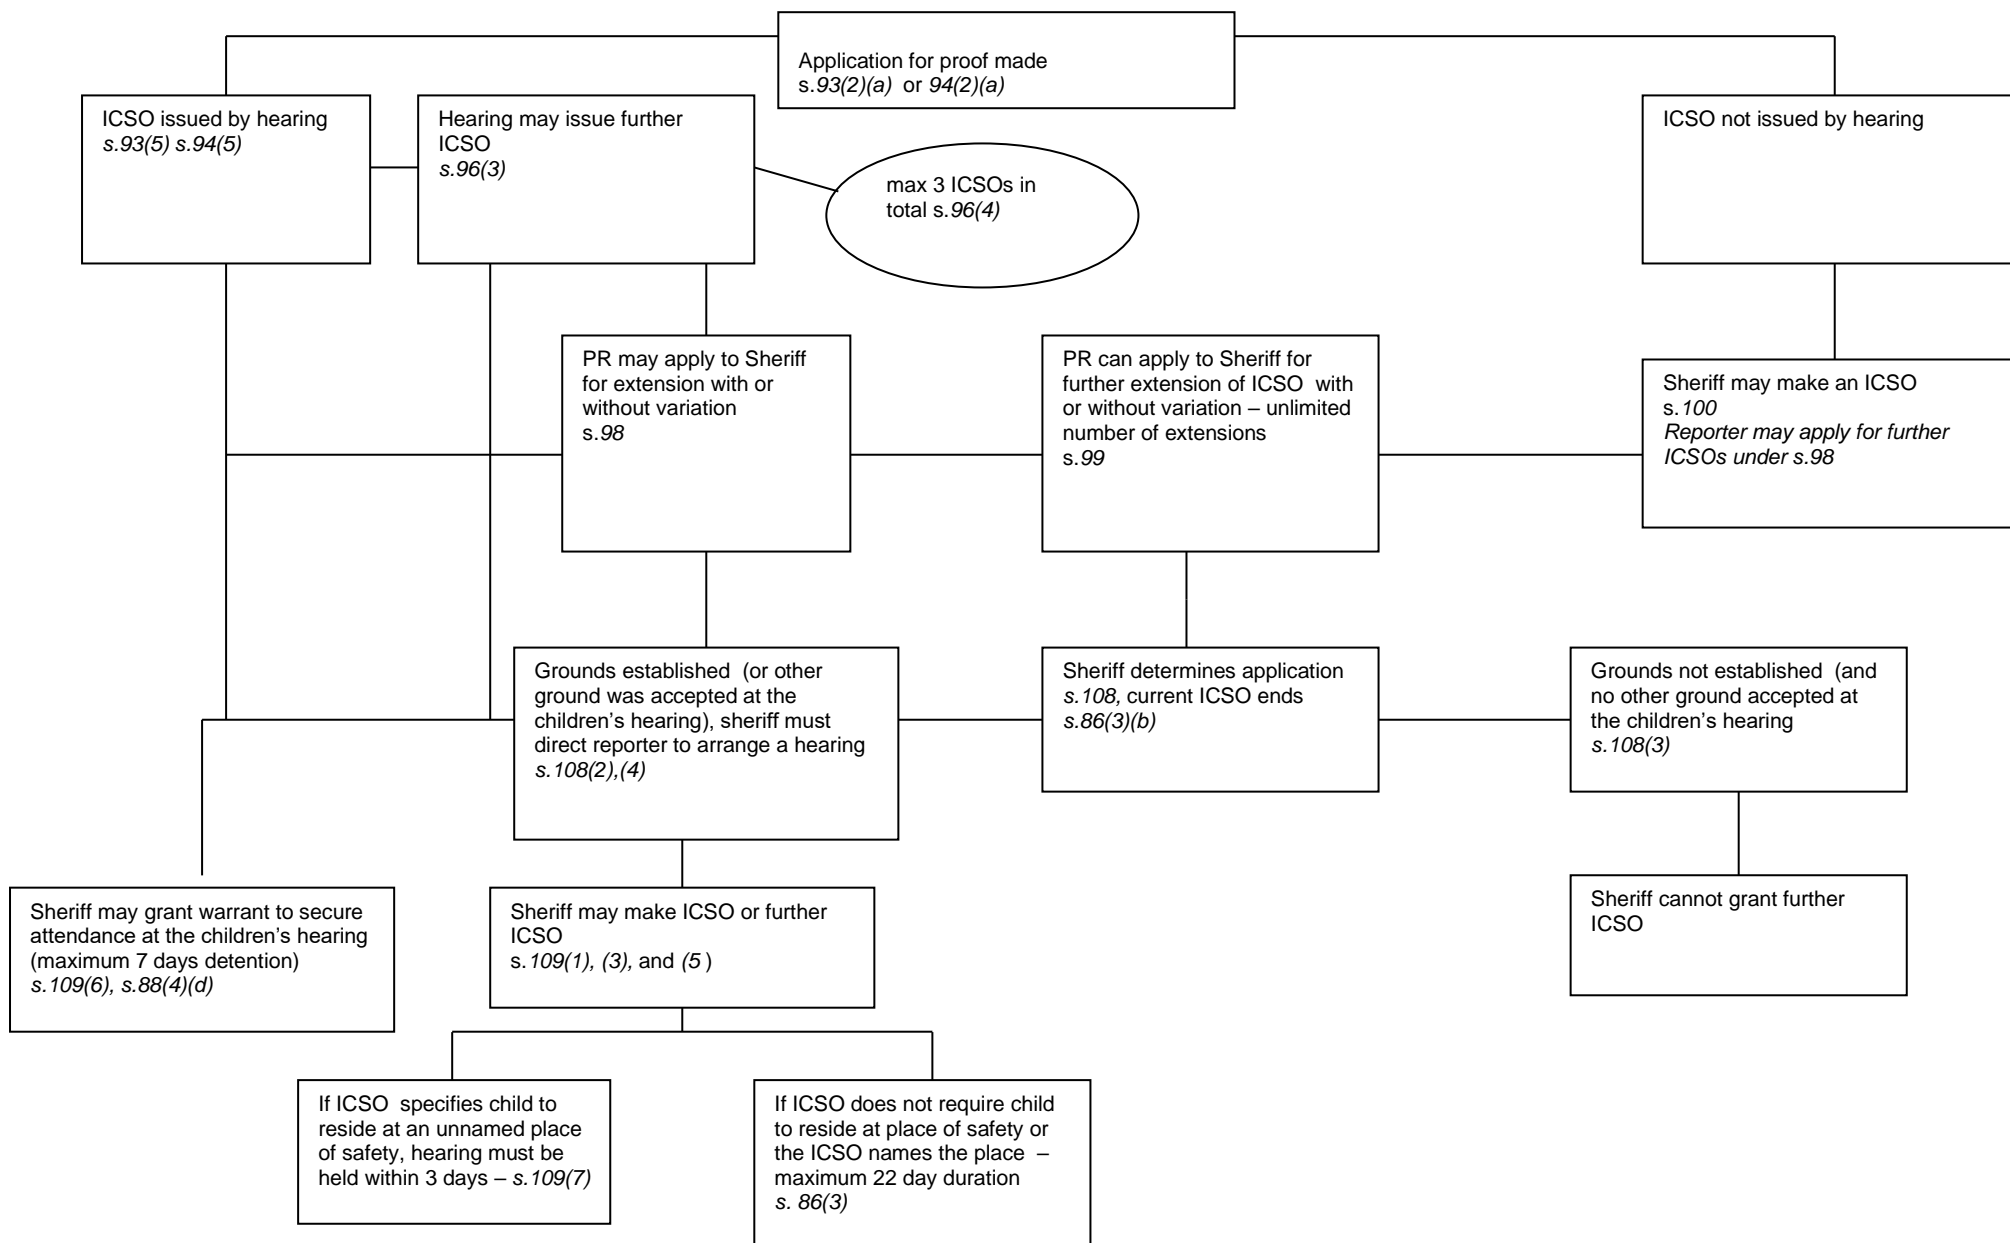 Application for proof made
s.93(2)(a) or 94(2)(a)
ICSO issued by hearing
s.93(5) s.94(5)
Hearing may issue further
ICSO
s.96(3)
max 3 ICSOs in
total s.96(4)
ICSO not issued by hearing
PR may apply to Sheriff
for extension with or
without variation
s.98
PR can apply to Sheriff for
further extension of ICSO with
or without variation – unlimited
number of extensions
s.99
Sheriff may make an ICSO
s.100
Reporter may apply for further
ICSOs under s.98
Grounds established (or other
ground was accepted at the
children's hearing), sheriff must
direct reporter to arrange a hearing
s.108(2),(4)
Sheriff determines application
s.108, current ICSO ends
s.86(3)(b)
Grounds not established (and
no other ground accepted at
the children's hearing
s.108(3)
Sheriff may grant warrant to secure
attendance at the children's hearing
(maximum 7 days detention)
s.109(6), s.88(4)(d)
Sheriff may make ICSO or further
ICSO
s.109(1), (3), and (5 )
Sheriff cannot grant further
ICSO
If ICSO specifies child to
reside at an unnamed place
of safety, hearing must be
held within 3 days – s.109(7)
If ICSO does not require child
to reside at place of safety or
the ICSO names the place –
maximum 22 day duration
s. 86(3)